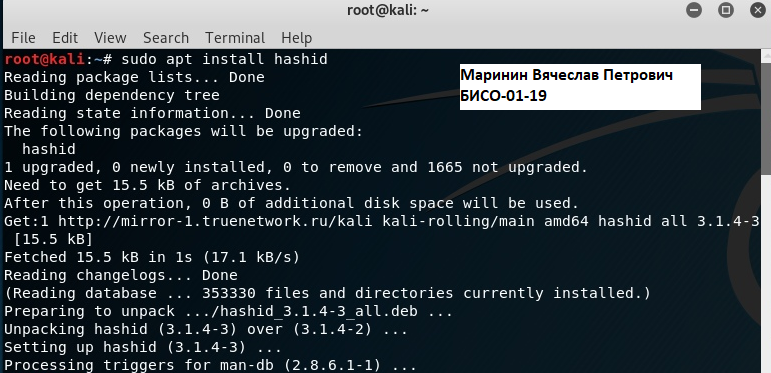 root@kali: ~
File Edit View Search Terminal Help
root@kali:~# sudo apt install hashid
Маринин Вячеслав Петрович
БИСО-01-19
Reading package lists... Done
Building dependency tree
Reading state information... Done
The following packages will be upgraded:
  hashid
1 upgraded, 0 newly installed, 0 to remove and 1665 not upgraded.
Need to get 15.5 kB of archives.
After this operation, 0 B of additional disk space will be used.
Get:1 http://mirror-1.truenetwork.ru/kali kali-rolling/main amd64 hashid all 3.1.4-3
 [15.5 kB]
Fetched 15.5 kB in 1s (17.1 kB/s)
Reading changelogs... Done
(Reading database ... 353330 files and directories currently installed.)
Preparing to unpack .../hashid_3.1.4-3_all.deb ...
Unpacking hashid (3.1.4-3) over (3.1.4-2) ...
Setting up hashid (3.1.4-3) ...
Processing triggers for man-db (2.8.6.1-1) ...